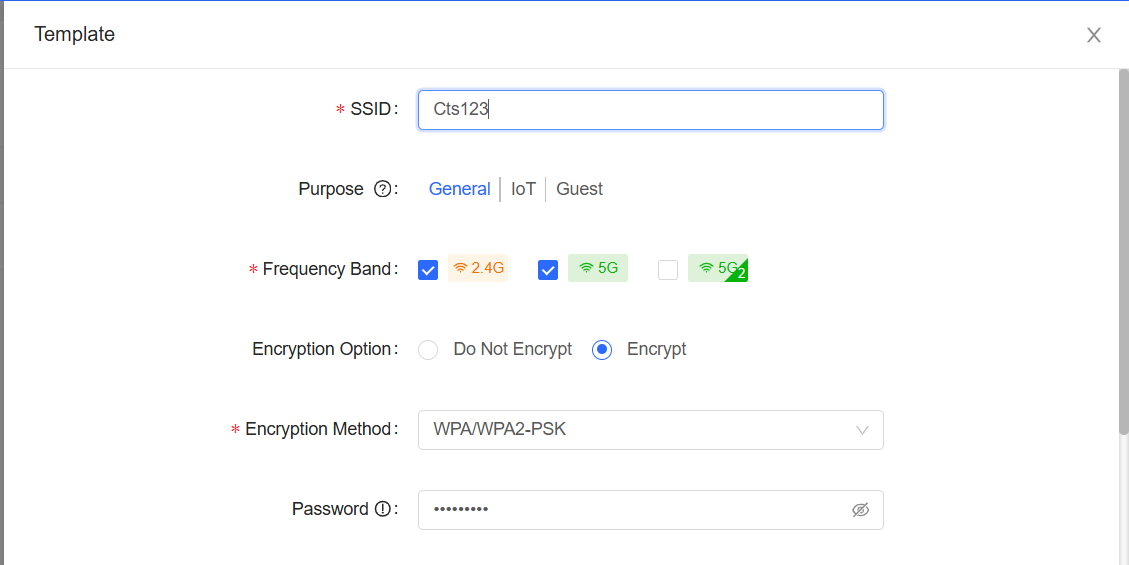 Template
* SSID: Cts123
Purpose ?: General IoT Guest
* Frequency Band: 2.4G 5G 5G 2
Encryption Option: Do Not Encrypt Encrypt
* Encryption Method: WPA/WPA2-PSK
Password !: •••••••••